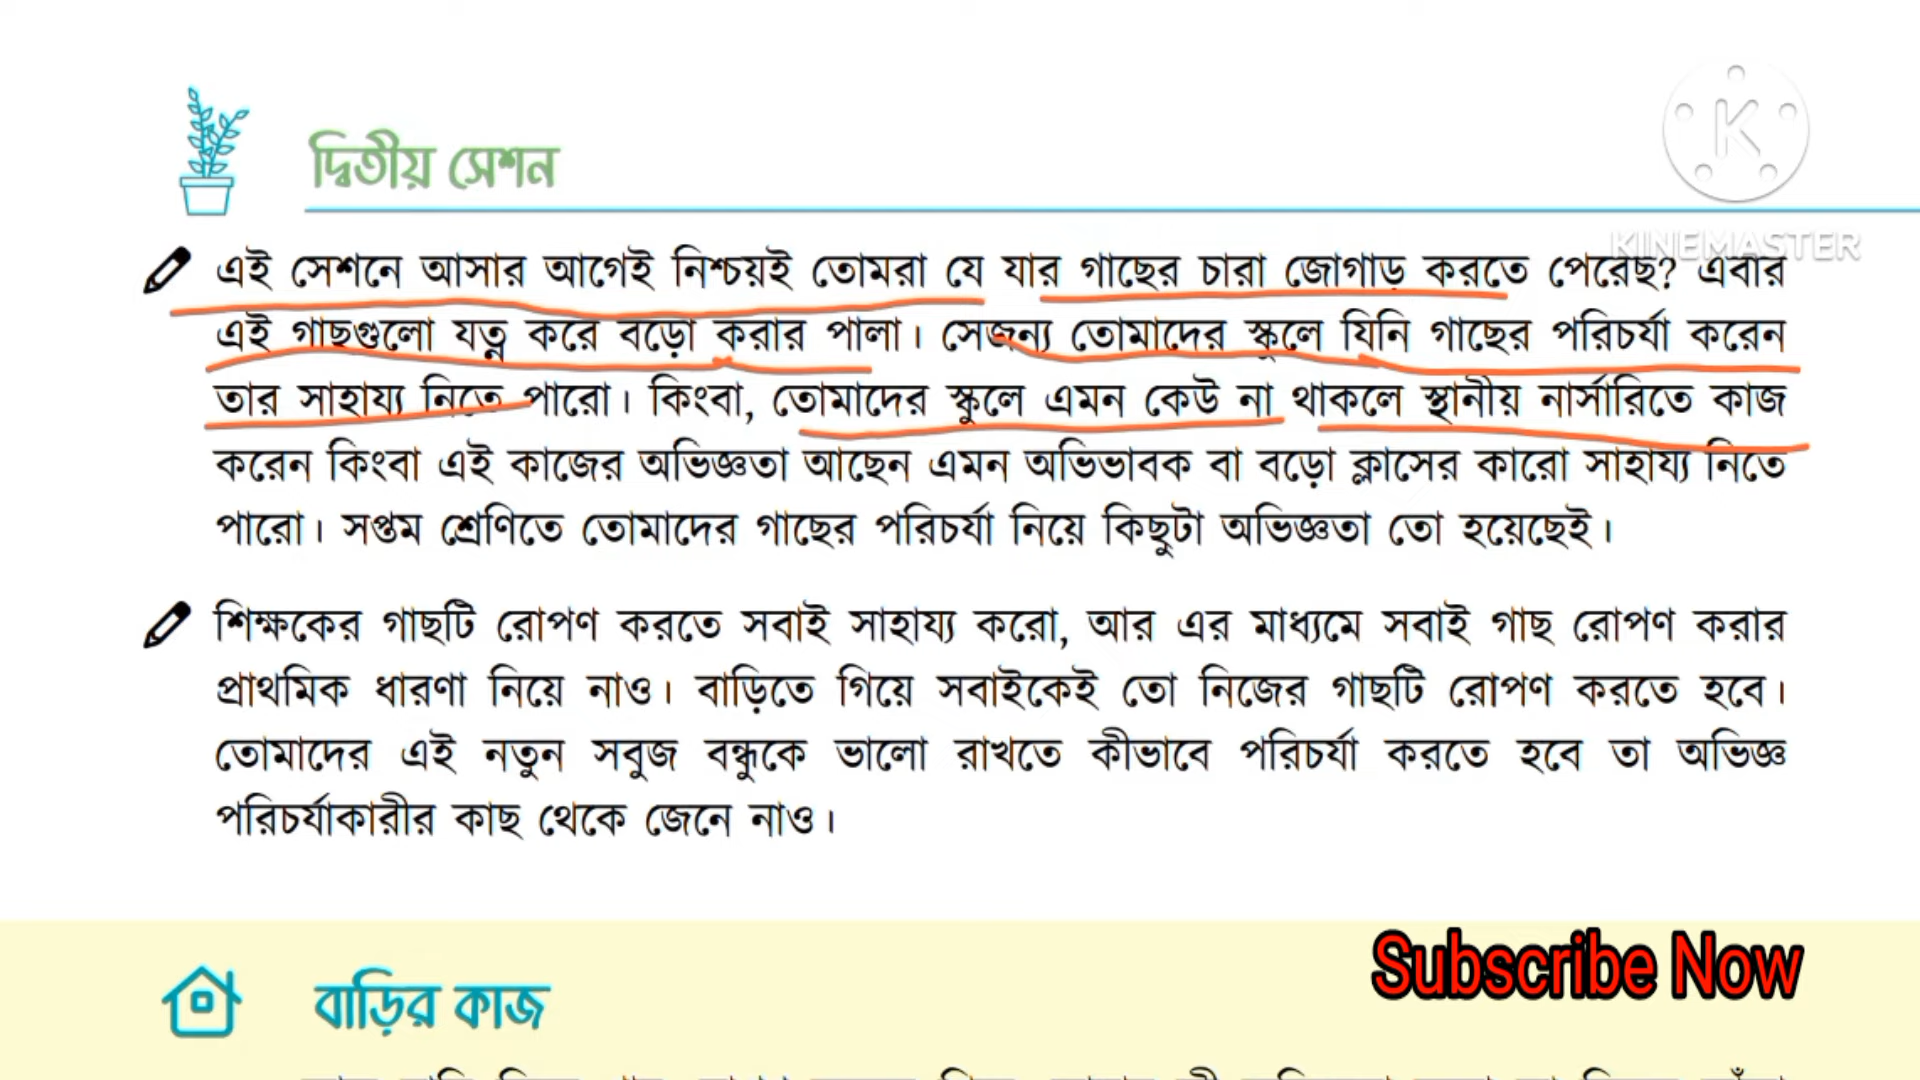 দ্বিতীয় সেশন
KINEMASTER
এই সেশনে আসার আগেই নিশ্চয়ই তোমরা যে যার গাছের চারা জোগাড় করতে পেরেছ? এবার
এই গাছগুলো যত্ন করে বড়ো করার পালা। সেজন্য তোমাদের স্কুলে যিনি গাছের পরিচর্যা করেন
তার সাহায্য নিতে পারো। কিংবা, তোমাদের স্কুলে এমন কেউ না থাকলে স্থানীয় নার্সারিতে কাজ
করেন কিংবা এই কাজের অভিজ্ঞতা আছেন এমন অভিভাবক বা বড়ো ক্লাসের কারো সাহায্য নিতে
পারো। সপ্তম শ্রেণিতে তোমাদের গাছের পরিচর্যা নিয়ে কিছুটা অভিজ্ঞতা তো হয়েছেই।
শিক্ষকের গাছটি রোপণ করতে সবাই সাহায্য করো, আর এর মাধ্যমে সবাই গাছ রোপণ করার
প্রাথমিক ধারণা নিয়ে নাও। বাড়িতে গিয়ে সবাইকেই তো নিজের গাছটি রোপণ করতে হবে।
তোমাদের এই নতুন সবুজ বন্ধুকে ভালো রাখতে কীভাবে পরিচর্যা করতে হবে তা অভিজ্ঞ
পরিচর্যাকারীর কাছ থেকে জেনে নাও।
Subscribe Now
বাড়ির কাজ